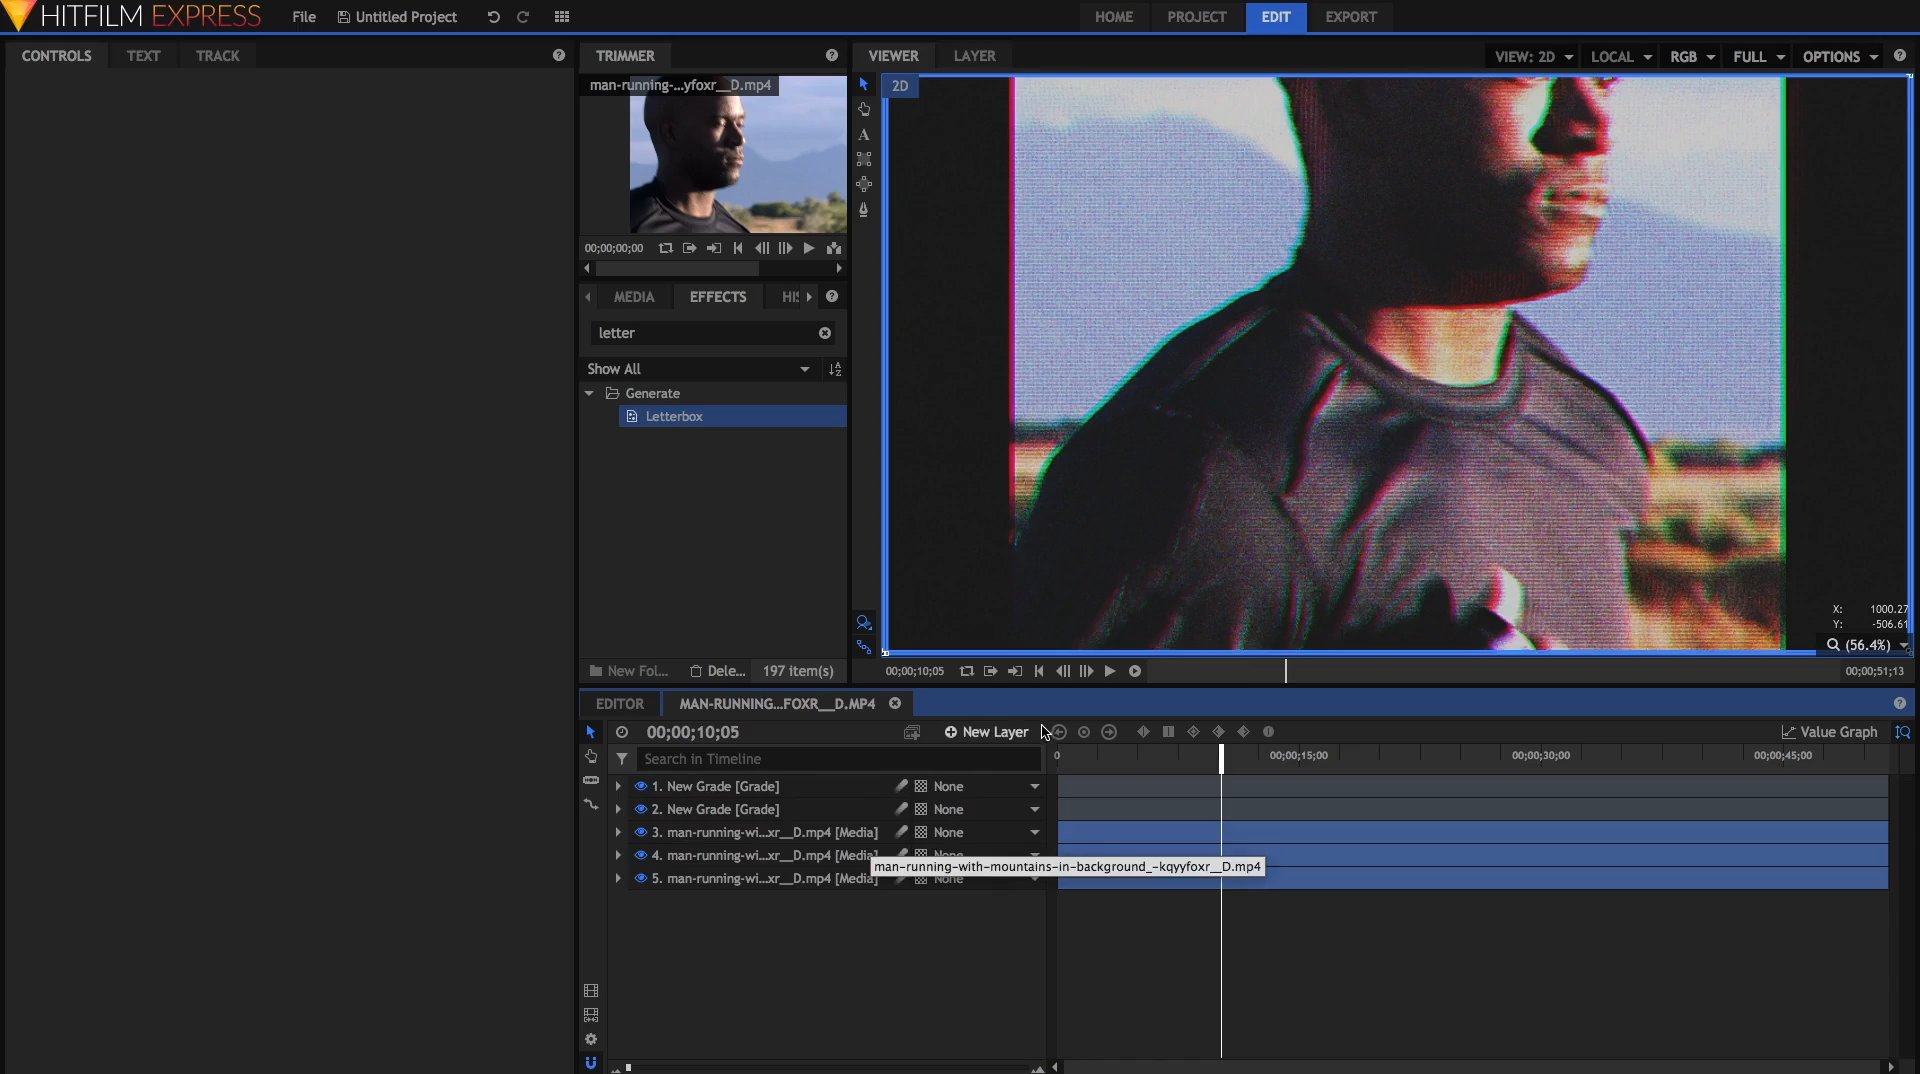 HITFILM EXPRESS
File
Untitled Project
HOME
PROJECT
EDIT
EXPORT
CONTROLS
TEXT
TRACK
TRIMMER
VIEWER
LAYER
VIEW: 2D
LOCAL
RGB
FULL
OPTIONS
man-running-...yfoxr__D.mp4
2D
00;00;00;00
MEDIA
EFFECTS
HIS
letter
Show All
Generate
Letterbox
X: 1000.27
Y: -506.61
(56.4%)
New Fol...
Dele...
197 item(s)
00;00;10;05
00;00;51;13
EDITOR
MAN-RUNNING...FOXR__D.MP4
00;00;10;05
New Layer
Value Graph
Search in Timeline
0
00;00;15;00
00;00;30;00
00;00;45;00
1. New Grade [Grade]
None
2. New Grade [Grade]
None
3. man-running-wi...xr__D.mp4 [Media]
None
4. man-running-wi...xr__D.mp4 [Media]
None
man-running-with-mountains-in-background_-kqyyfoxr__D.mp4
5. man-running-wi...xr__D.mp4 [Media]
None